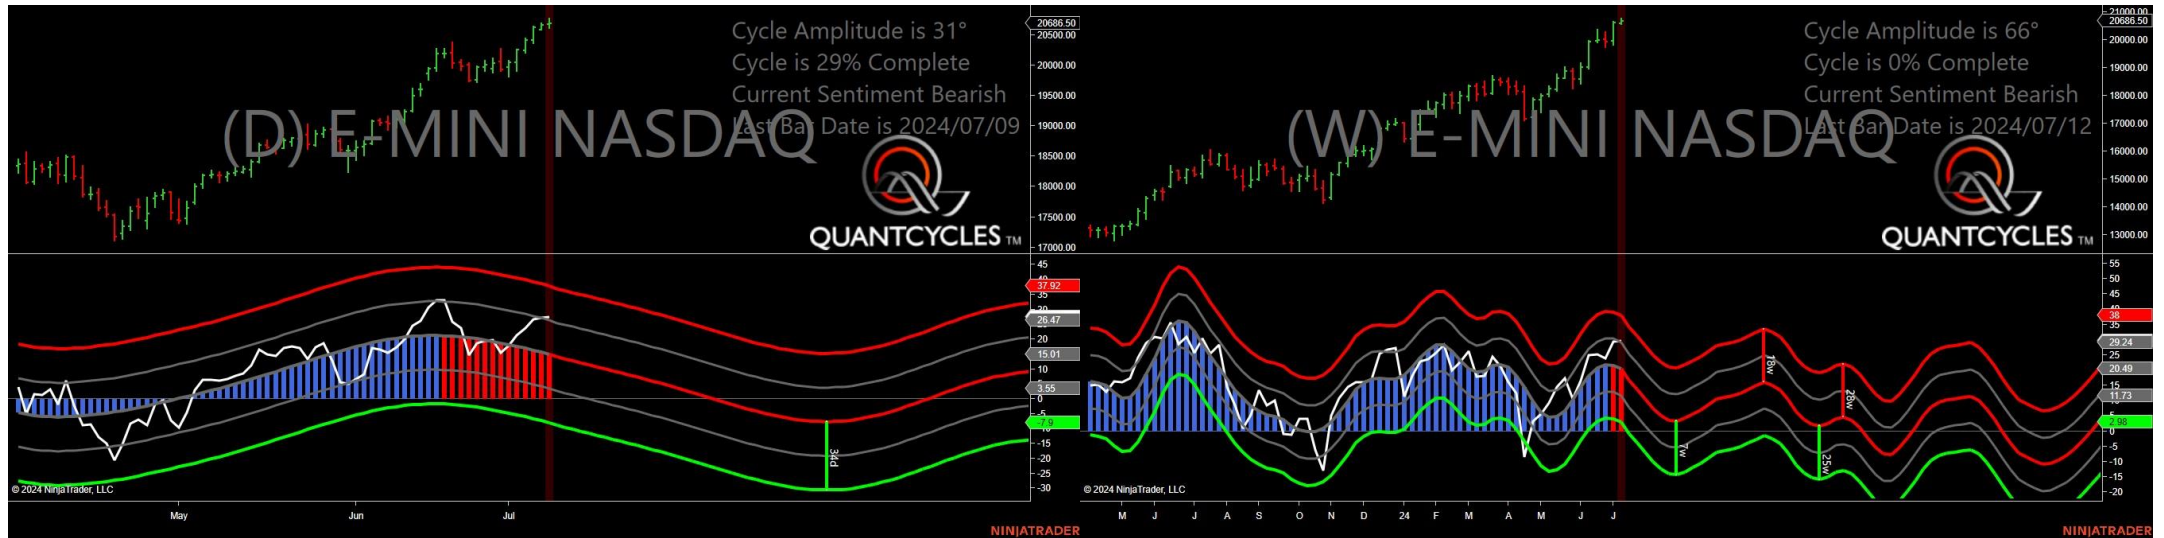 Cycle Amplitude is 31°
Cycle is 29% Complete
Current Sentiment Bearish
Last Bar Date is 2024/07/09
(D) E-MINI NASDAQ
QUANTCYCLES TM
20686.50
20500.00
20000.00
19500.00
19000.00
18500.00
18000.00
17500.00
17000.00
45
37.92
35
26.47
20
15.01
10
3.55
0
-5
-7.9
-15
-20
-25
-30
34d
© 2024 NinjaTrader, LLC
May Jun Jul
NINJATRADER
Cycle Amplitude is 66°
Cycle is 0% Complete
Current Sentiment Bearish
Last Bar Date is 2024/07/12
(W) E-MINI NASDAQ
QUANTCYCLES TM
21000.00
20686.50
20000.00
19000.00
18000.00
17000.00
16000.00
15000.00
14000.00
13000.00
55
50
45
38
35
29.24
25
20.49
15
11.73
2.98
0
-5
-10
-15
-20
18w
28w
7w
25w
© 2024 NinjaTrader, LLC
M J J A S O N D 24 F M A M J J
NINJATRADER